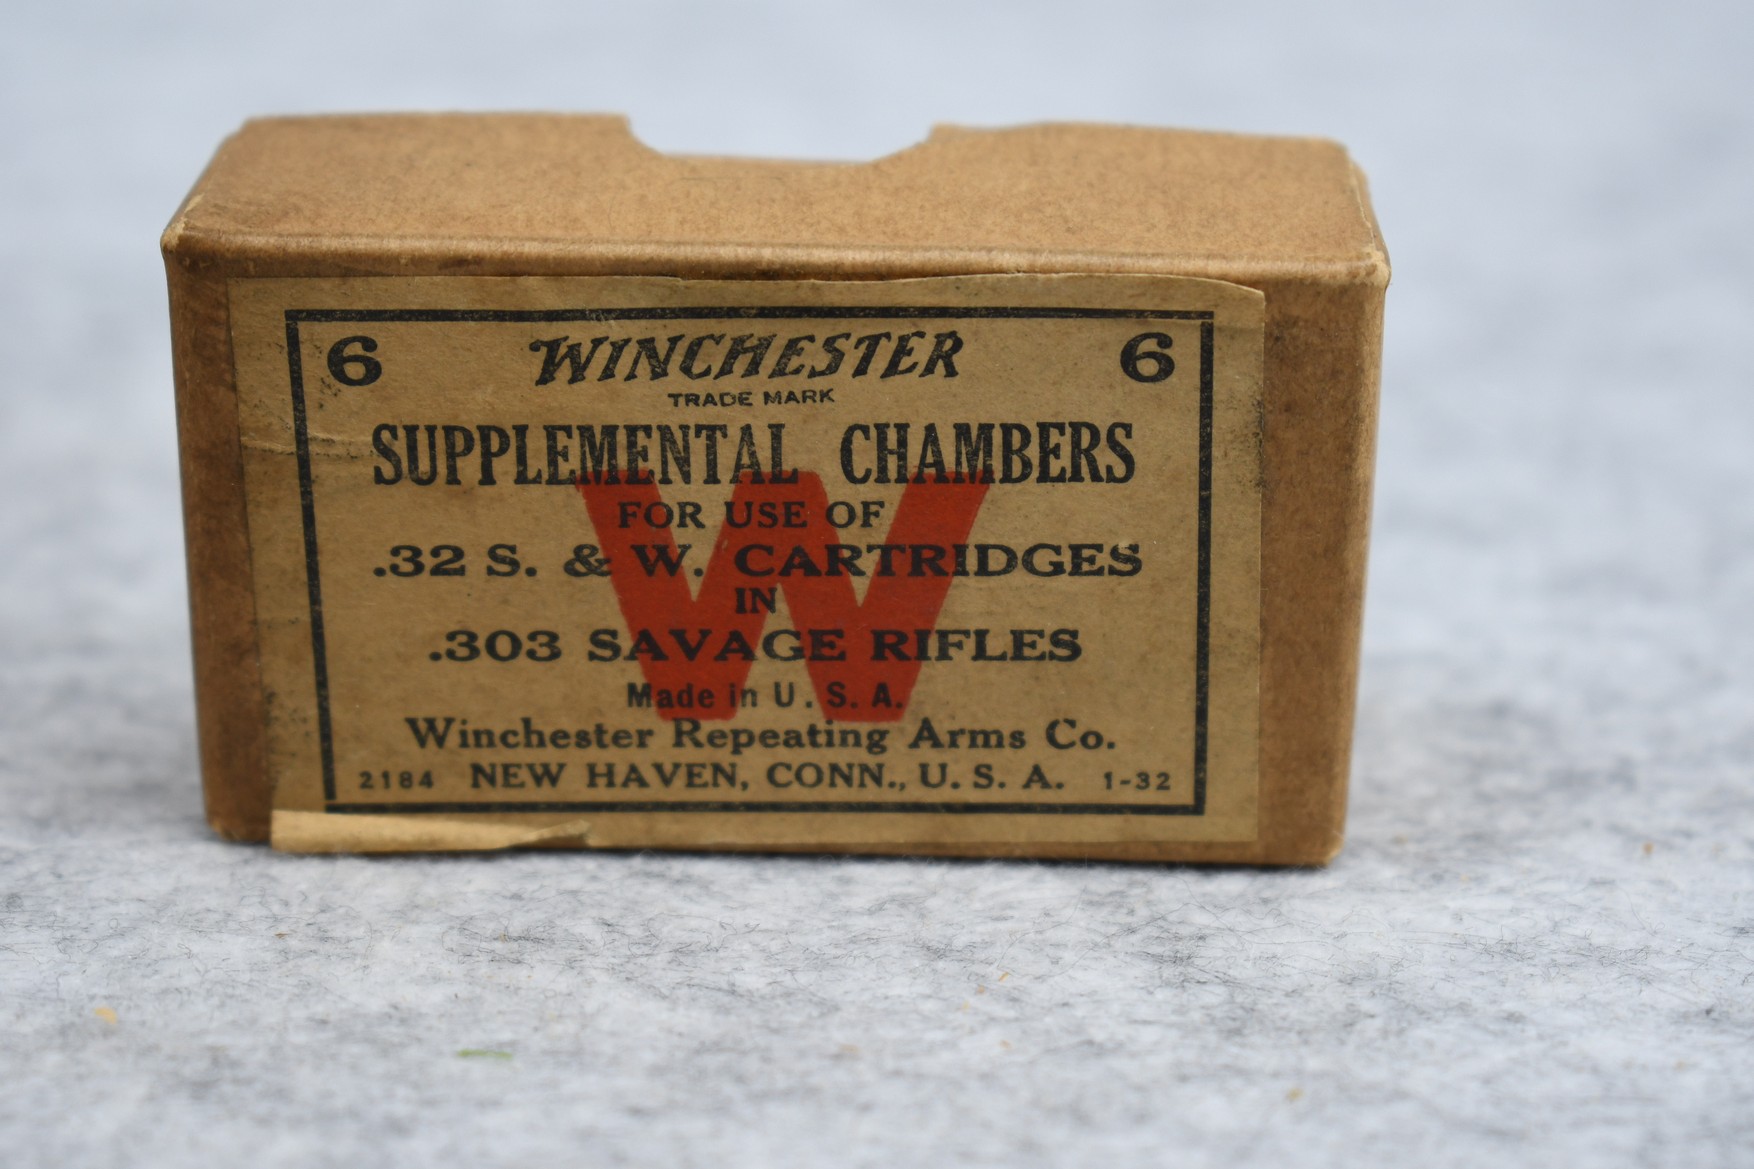 6 WINCHESTER 6
TRADE MARK
SUPPLEMENTAL CHAMBERS
FOR USE OF
.32 S. & W. CARTRIDGES
IN
.303 SAVAGE RIFLES
W
Made in U. S. A.
Winchester Repeating Arms Co.
2184 NEW HAVEN, CONN., U. S. A. 1-32